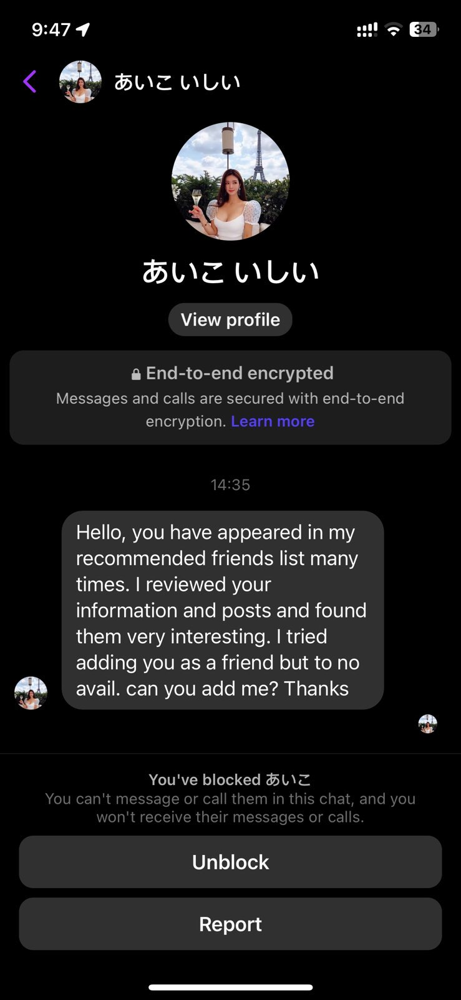 9:47
34
あいこ いしい
あいこ いしい
View profile
End-to-end encrypted
Messages and calls are secured with end-to-end
encryption. Learn more
14:35
Hello, you have appeared in my
recommended friends list many
times. I reviewed your
information and posts and found
them very interesting. I tried
adding you as a friend but to no
avail. can you add me? Thanks
You've blocked あいこ
You can't message or call them in this chat, and you
won't receive their messages or calls.
Unblock
Report